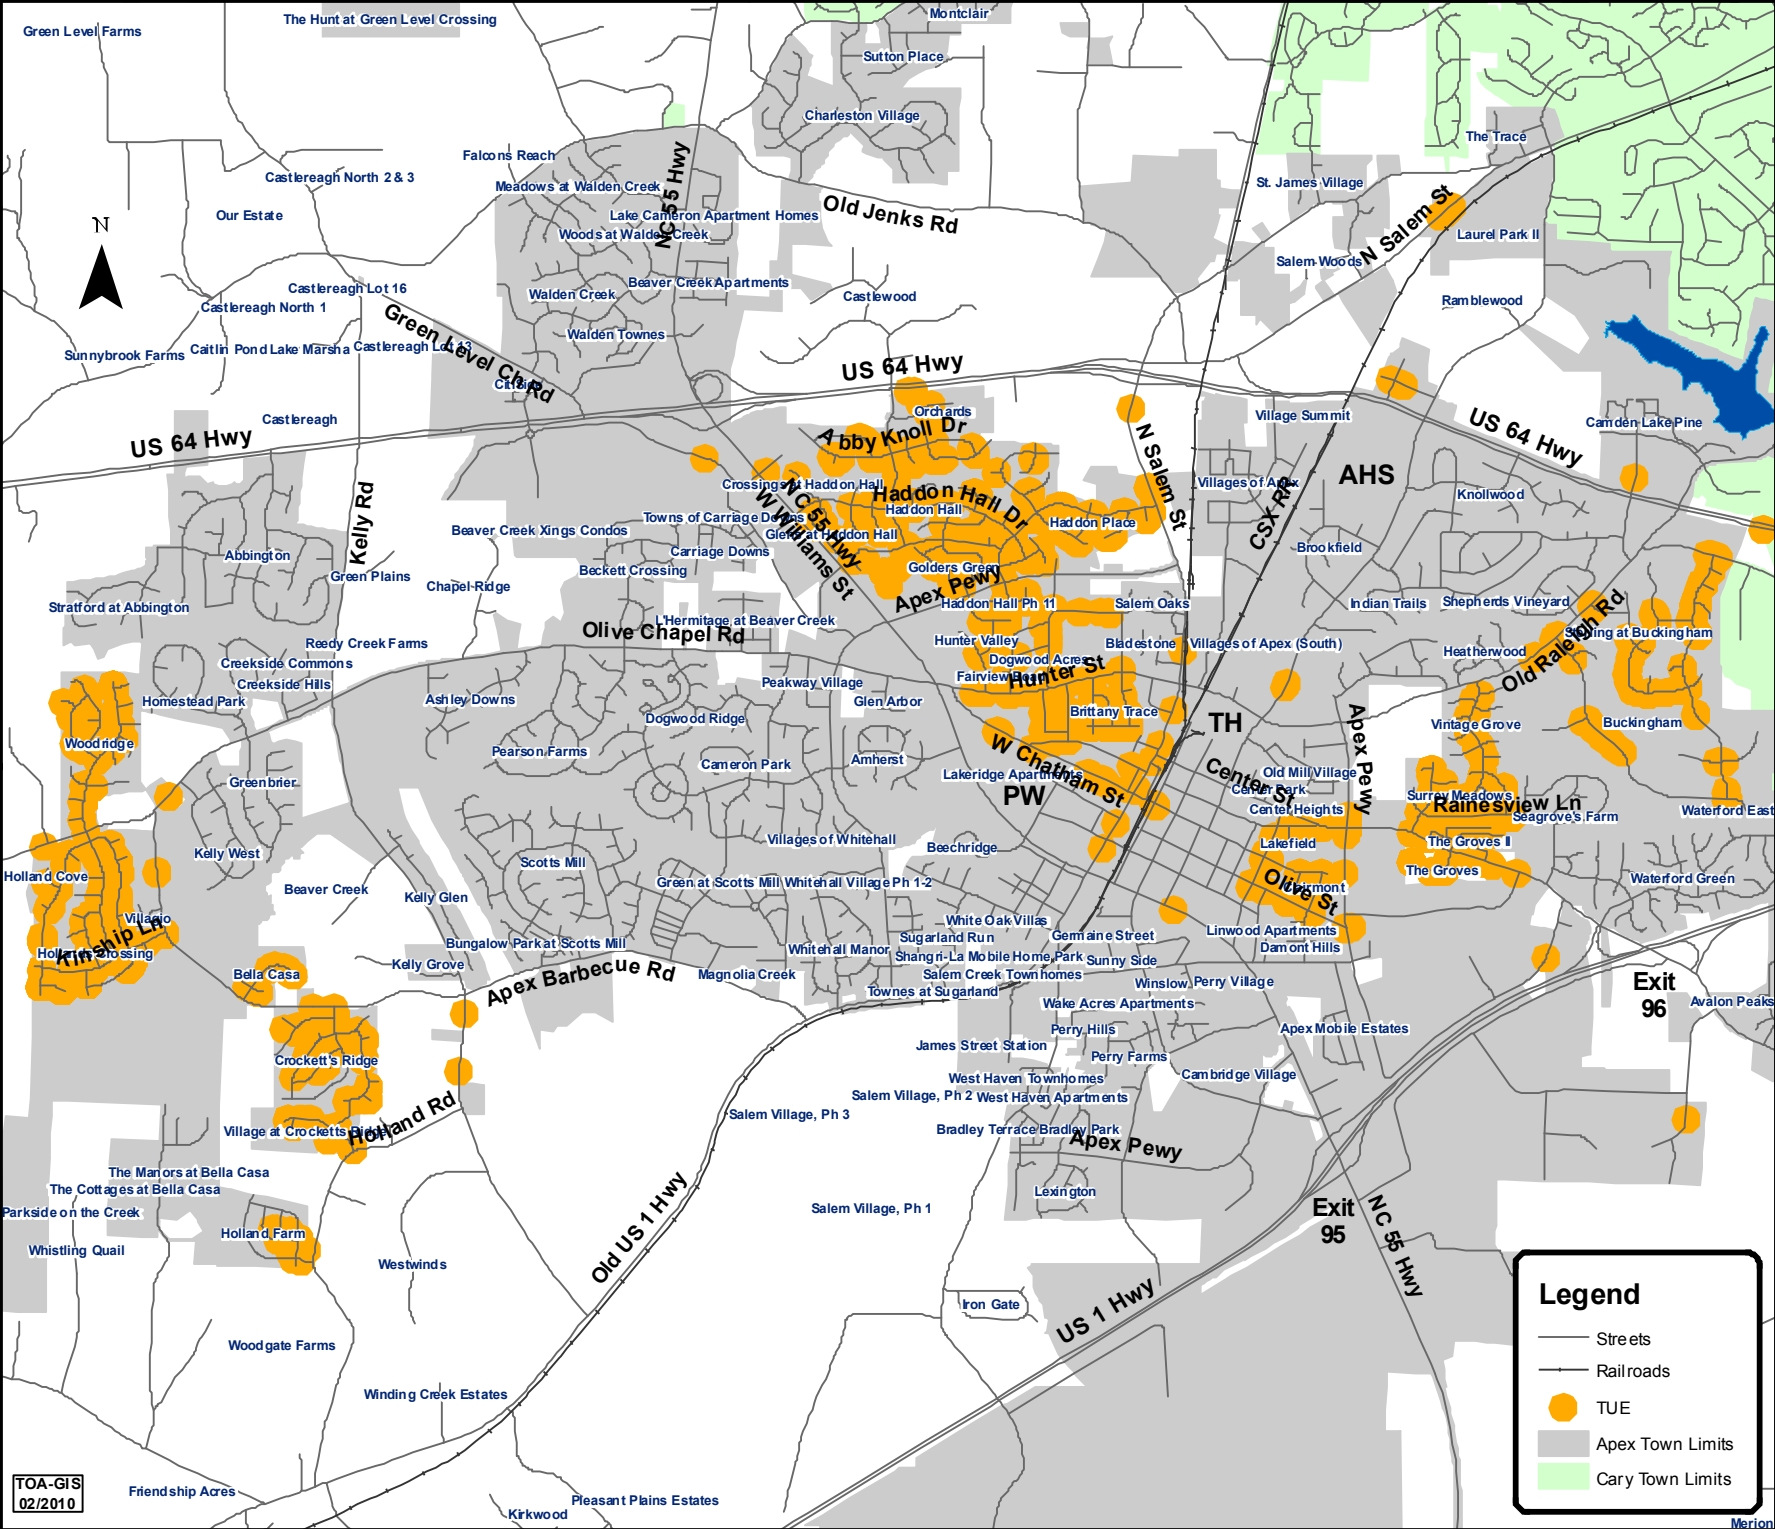 Montclair
The Hunt at Green Level Crossing
Green Level Farms
Sutton Place
Charleston Village
The Trace
Falcons Reach
Castlereagh North 2 & 3
Meadows at Walden Creek
St. James Village
NC 55 Hwy
Our Estate
Lake Cameron Apartment Homes
Old Jenks Rd
N Salem St
N
Woods at Walden Creek
Laurel Park II
Salem Woods
Beaver Creek Apartments
Castlereagh Lot 16
Walden Creek
Castlewood
Ramblewood
Castlereagh North 1
Green Level Ch Rd
Walden Townes
Sunnybrook Farms
Caitlin Pond
Lake Marsha
Castlereagh Lot 13
US 64 Hwy
Orchards
Village Summit
US 64 Hwy
Camden Lake Pine
Castlereagh
US 64 Hwy
Abby Knoll Dr
N Salem St
AHS
Crossings at Haddon Hall
NC 55 Hwy
Haddon Hall Dr
Villages of Apex
Knollwood
Kelly Rd
W Williams St
Haddon Hall
CSX RR
Towns of Carriage Downs
Haddon Place
Beaver Creek Xings Condos
Glens at Haddon Hall
Brookfield
Abbington
Carriage Downs
Green Plains
Beckett Crossing
Golders Green
Chapel Ridge
Apex Pewy
Stratford at Abbington
Haddon Hall Ph 11
Salem Oaks
Indian Trails
Shepherds Vineyard
Old Raleigh Rd
L'Hermitage at Beaver Creek
Olive Chapel Rd
Reedy Creek Farms
Hunter Valley
Bladestone
Villages of Apex (South)
Heatherwood
Creekside Commons
Dogwood Acres
Hunter St
Creekside Hills
Peakway Village
Homestead Park
Ashley Downs
Glen Arbor
Brittany Trace
Dogwood Ridge
TH
Apex Pewy
Vintage Grove
Buckingham
Woodridge
Pearson Farms
Cameron Park
Amherst
W Chatham St
Lakeridge Apartments
Center St
Old Mill Village
Greenbrier
PW
Center Park
Surrey Meadows
Rainesview Ln
Center Heights
Seagrove's Farm
Waterford East
Villages of Whitehall
Beechridge
Lakefield
The Groves II
Kelly West
Scotts Mill
The Groves
Holland Cove
Green at Scotts Mill
Whitehall Village Ph 1-2
Olive St
Waterford Green
Beaver Creek
Kelly Glen
Villagio
White Oak Villas
Linwood Apartments
Bungalow Park at Scotts Mill
Whitehall Manor
Sugarland Run
Germaine Street
Damont Hills
Shangri-La Mobile Home Park
Sunny Side
Kelly Grove
Bella Casa
Apex Barbecue Rd
Magnolia Creek
Salem Creek Townhomes
Winslow
Perry Village
Exit
96
Townes at Sugarland
Wake Acres Apartments
Avalon Peaks
Perry Hills
Apex Mobile Estates
James Street Station
Crockett's Ridge
Perry Farms
West Haven Townhomes
Cambridge Village
Salem Village, Ph 2
West Haven Apartments
Salem Village, Ph 3
Holland Rd
Village at Crocketts Ridge
Bradley Terrace
Bradley Park
Apex Pewy
The Manors at Bella Casa
The Cottages at Bella Casa
Lexington
Parkside on the Creek
Salem Village, Ph 1
Exit
95
NC 55 Hwy
Holland Farm
Old US 1 Hwy
Whistling Quail
Westwinds
Iron Gate
US 1 Hwy
Woodgate Farms
Winding Creek Estates
Legend
Streets
Railroads
TUE
Apex Town Limits
Cary Town Limits
TOA-GIS
02/2010
Friendship Acres
Pleasant Plains Estates
Kirkwood
Merion